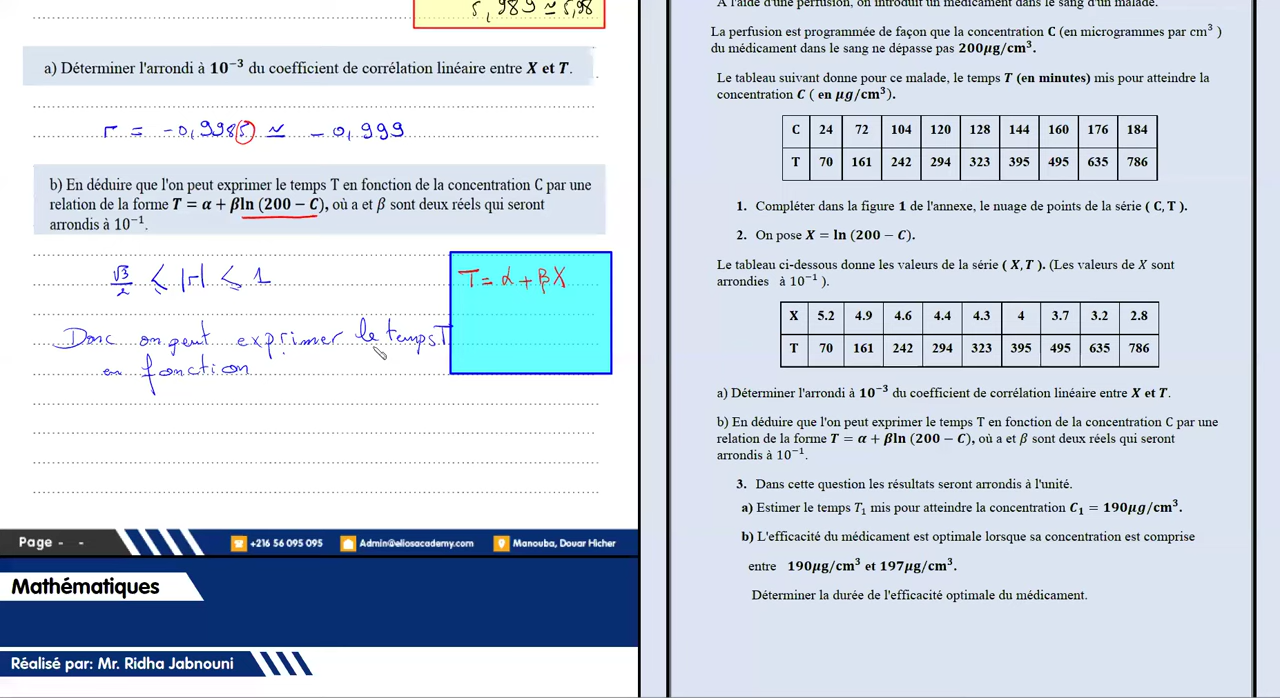 5,989 ≃ 5,98
a) Déterminer l'arrondi à 10⁻³ du coefficient de corrélation linéaire entre X et T.
r = -0,9985 ≃ -0,999
b) En déduire que l'on peut exprimer le temps T en fonction de la concentration C par une
relation de la forme T = α + βln (200 − C), où a et β sont deux réels qui seront
arrondis à 10⁻¹.
√3/2 ≤ |r| ≤ 1
T = α + βX
Donc on peut exprimer le temps T
en fonction
Page - -
+216 56 095 095
Admin@eliosacademy.com
Manouba, Douar Hicher
Mathématiques
Réalisé par: Mr. Ridha Jabnouni
A l'aide d'une perfusion, on introduit un médicament dans le sang d'un malade.
La perfusion est programmée de façon que la concentration C (en microgrammes par cm³ )
du médicament dans le sang ne dépasse pas 200μg/cm³.
Le tableau suivant donne pour ce malade, le temps T (en minutes) mis pour atteindre la
concentration C ( en μg/cm³).
C 24 72 104 120 128 144 160 176 184
T 70 161 242 294 323 395 495 635 786
1. Compléter dans la figure 1 de l'annexe, le nuage de points de la série ( C, T ).
2. On pose X = ln (200 − C).
Le tableau ci-dessous donne les valeurs de la série ( X, T ). (Les valeurs de X sont
arrondies à 10⁻¹ ).
X 5.2 4.9 4.6 4.4 4.3 4 3.7 3.2 2.8
T 70 161 242 294 323 395 495 635 786
a) Déterminer l'arrondi à 10⁻³ du coefficient de corrélation linéaire entre X et T.
b) En déduire que l'on peut exprimer le temps T en fonction de la concentration C par une
relation de la forme T = α + βln (200 − C), où a et β sont deux réels qui seront
arrondis à 10⁻¹.
3. Dans cette question les résultats seront arrondis à l'unité.
a) Estimer le temps T₁ mis pour atteindre la concentration C₁ = 190μg/cm³.
b) L'efficacité du médicament est optimale lorsque sa concentration est comprise
entre 190μg/cm³ et 197μg/cm³.
Déterminer la durée de l'efficacité optimale du médicament.